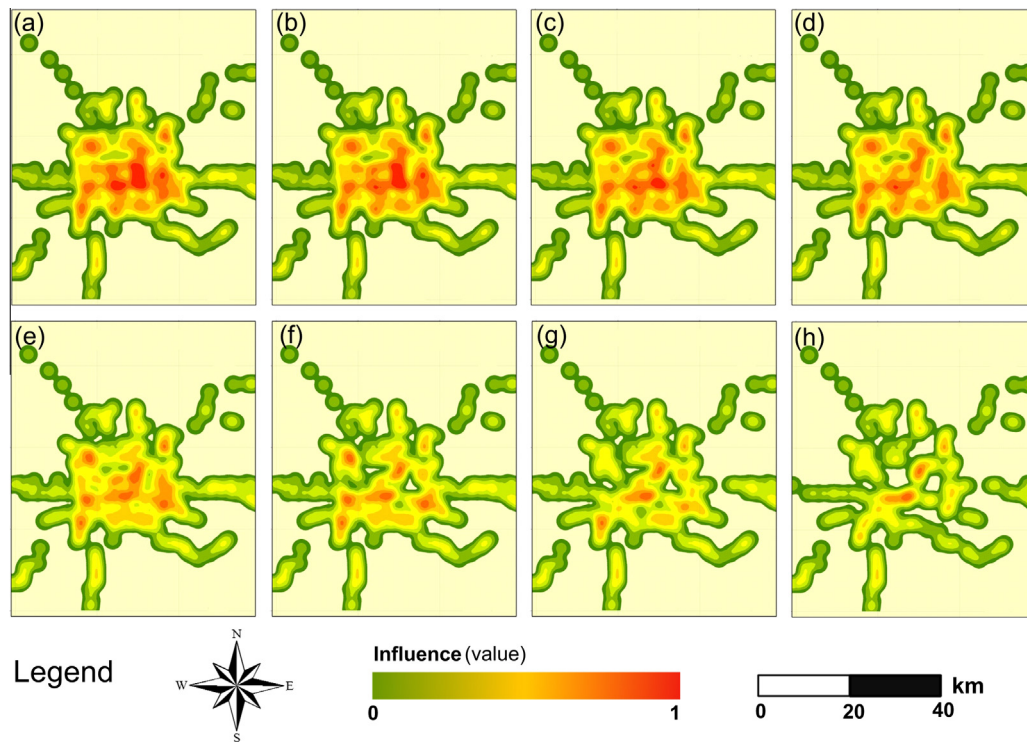 (a) (b) (c) (d)
(e) (f) (g) (h)
Legend
N
W E
S
Influence (value)
0 1
km
0 20 40